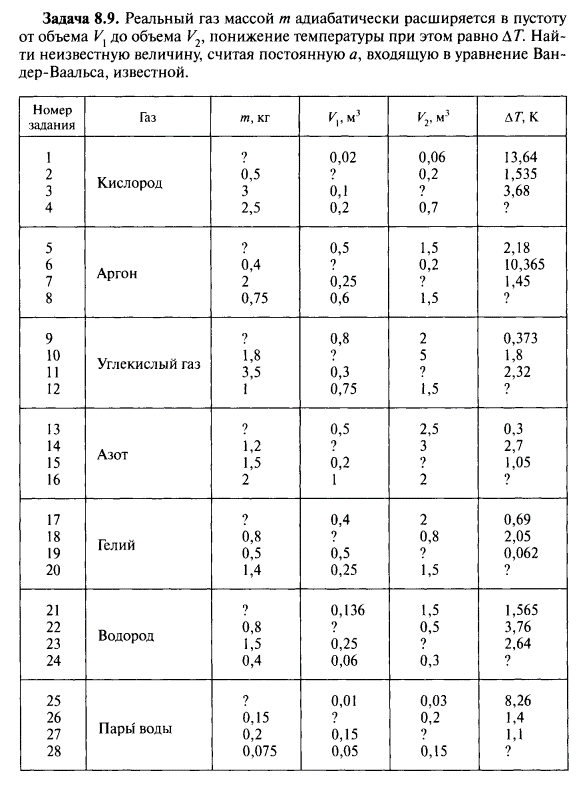 Задача 8.9. Реальный газ массой m адиабатически расширяется в пустоту
от объема V₁ до объема V₂, понижение температуры при этом равно ΔT. Най-
ти неизвестную величину, считая постоянную a, входящую в уравнение Ван-
дер-Ваальса, известной.
Номер задания Газ m, кг V₁, м³ V₂, м³ ΔT, К
1 ? 0,02 0,06 13,64
2 0,5 ? 0,2 1,535
Кислород
3 3 0,1 ? 3,68
4 2,5 0,2 0,7 ?
5 ? 0,5 1,5 2,18
6 0,4 ? 0,2 10,365
Аргон
7 2 0,25 ? 1,45
8 0,75 0,6 1,5 ?
9 ? 0,8 2 0,373
10 1,8 ? 5 1,8
Углекислый газ
11 3,5 0,3 ? 2,32
12 1 0,75 1,5 ?
13 ? 0,5 2,5 0,3
14 1,2 ? 3 2,7
Азот
15 1,5 0,2 ? 1,05
16 2 1 2 ?
17 ? 0,4 2 0,69
18 0,8 ? 0,8 2,05
Гелий
19 0,5 0,5 ? 0,062
20 1,4 0,25 1,5 ?
21 ? 0,136 1,5 1,565
22 0,8 ? 0,5 3,76
Водород
23 1,5 0,25 ? 2,64
24 0,4 0,06 0,3 ?
25 ? 0,01 0,03 8,26
26 0,15 ? 0,2 1,4
Пары воды
27 0,2 0,15 ? 1,1
28 0,075 0,05 0,15 ?